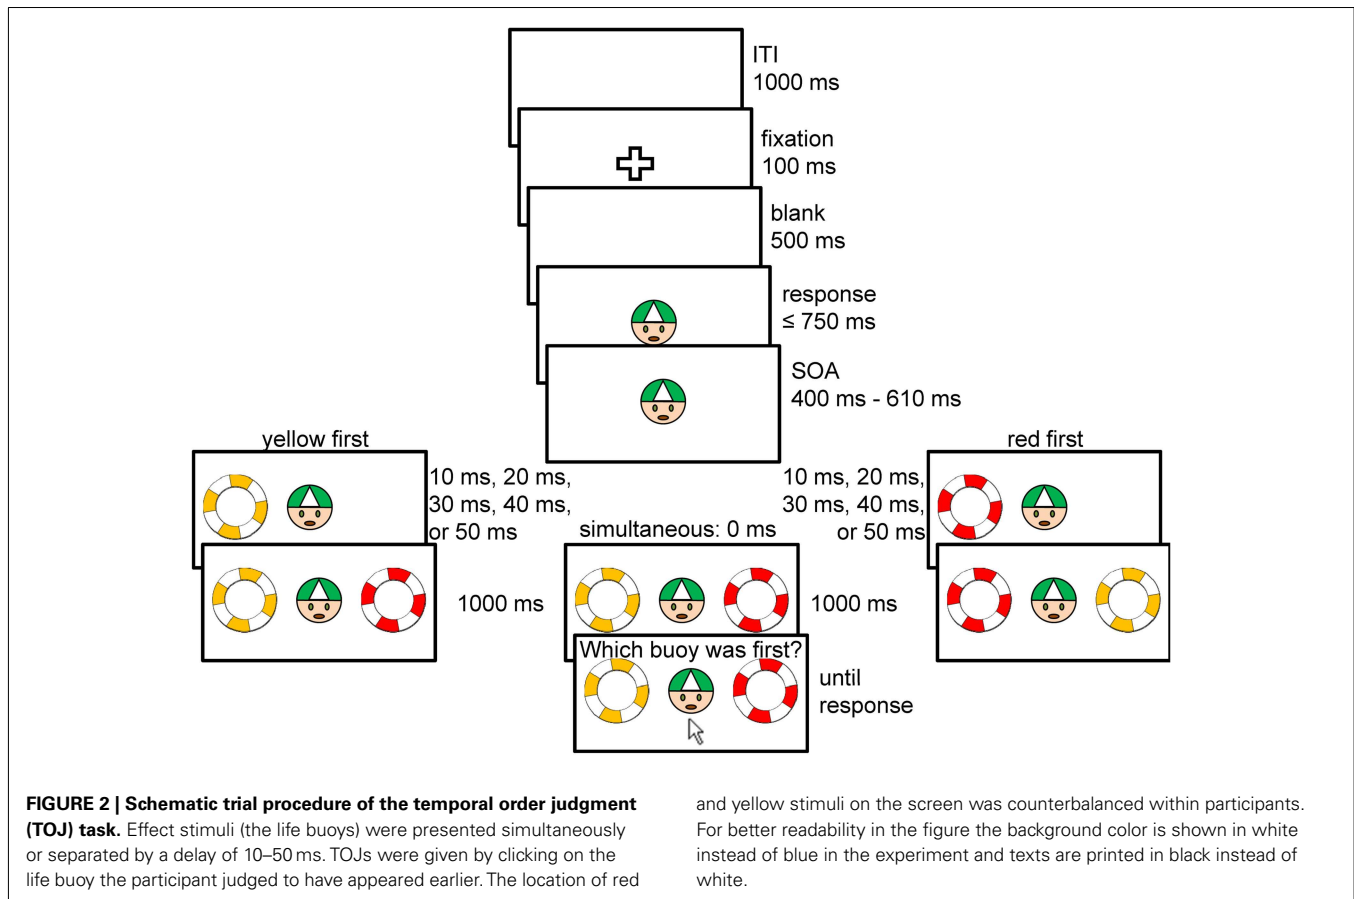 ITI
1000 ms
fixation
100 ms
blank
500 ms
response
≤ 750 ms
SOA
400 ms - 610 ms
yellow first
10 ms, 20 ms,
30 ms, 40 ms,
or 50 ms
1000 ms
simultaneous: 0 ms
1000 ms
red first
10 ms, 20 ms,
30 ms, 40 ms,
or 50 ms
Which buoy was first?
until
response
FIGURE 2 | Schematic trial procedure of the temporal order judgment
(TOJ) task. Effect stimuli (the life buoys) were presented simultaneously
or separated by a delay of 10–50 ms. TOJs were given by clicking on the
life buoy the participant judged to have appeared earlier. The location of red
and yellow stimuli on the screen was counterbalanced within participants.
For better readability in the figure the background color is shown in white
instead of blue in the experiment and texts are printed in black instead of
white.